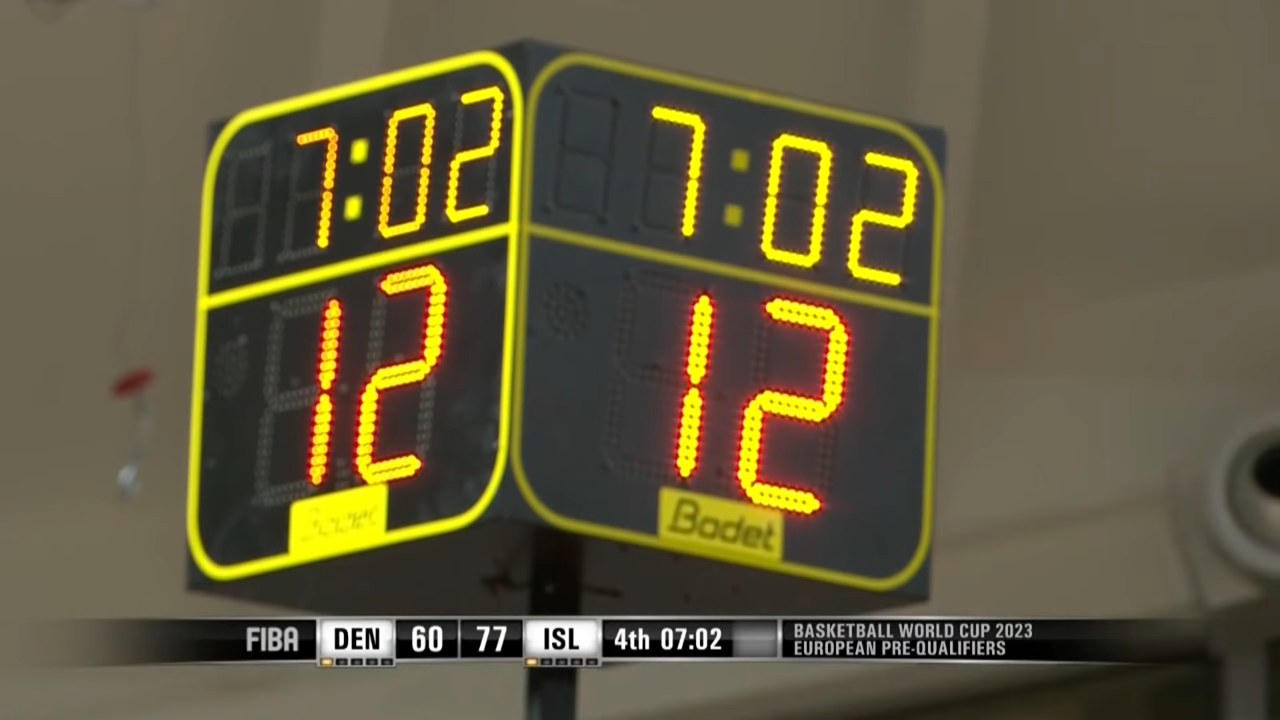 7:02
7:02
12
12
Bodet
Bodet
FIBA DEN 60 77 ISL 4th 07:02
BASKETBALL WORLD CUP 2023
EUROPEAN PRE-QUALIFIERS